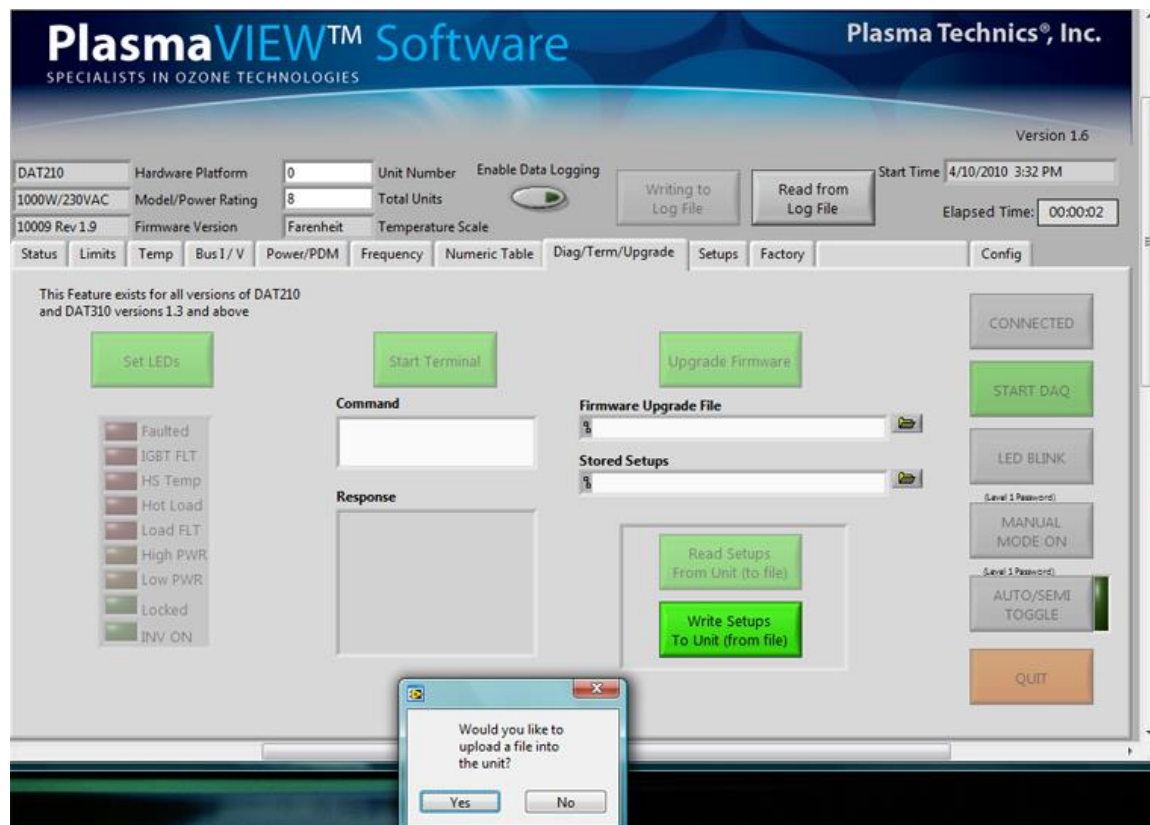 PlasmaVIEW™ Software
SPECIALISTS IN OZONE TECHNOLOGIES
Plasma Technics®, Inc.
Version 1.6
DAT210 Hardware Platform 0 Unit Number Enable Data Logging
Writing to
Log File
Read from
Log File
Start Time 4/10/2010 3:32 PM
1000W/230VAC Model/Power Rating 8 Total Units
Elapsed Time: 00:00:02
10009 Rev 1.9 Firmware Version Farenheit Temperature Scale
Status Limits Temp Bus I / V Power/PDM Frequency Numeric Table Diag/Term/Upgrade Setups Factory Config
This Feature exists for all versions of DAT210
and DAT310 versions 1.3 and above
Set LEDs
Start Terminal
Upgrade Firmware
Faulted
IGBT FLT
HS Temp
Hot Load
Load FLT
High PWR
Low PWR
Locked
INV ON
Command
Response
Firmware Upgrade File
Stored Setups
Read Setups
From Unit (to file)
Write Setups
To Unit (from file)
CONNECTED
START DAQ
LED BLINK
(Level 1 Password)
MANUAL
MODE ON
(Level 1 Password)
AUTO/SEMI
TOGGLE
QUIT
Would you like to
upload a file into
the unit?
Yes No